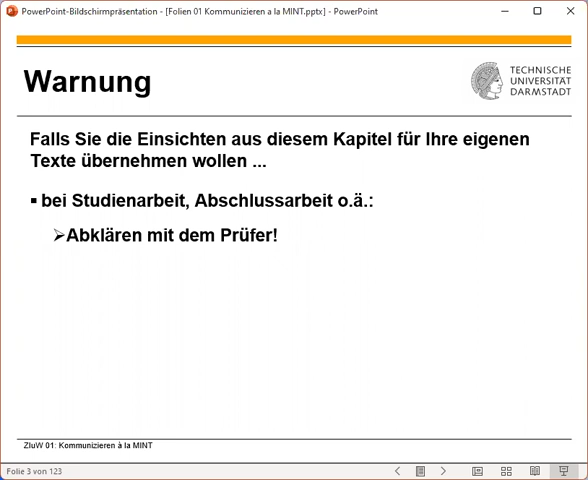 PowerPoint-Bildschirmpräsentation - [Folien 01 Kommunizieren a la MINT.pptx] - PowerPoint
Warnung
TECHNISCHE
UNIVERSITÄT
DARMSTADT
Falls Sie die Einsichten aus diesem Kapitel für Ihre eigenen
Texte übernehmen wollen ...
▪ bei Studienarbeit, Abschlussarbeit o.ä.:
➢Abklären mit dem Prüfer!
ZIuW 01: Kommunizieren à la MINT
Folie 3 von 123